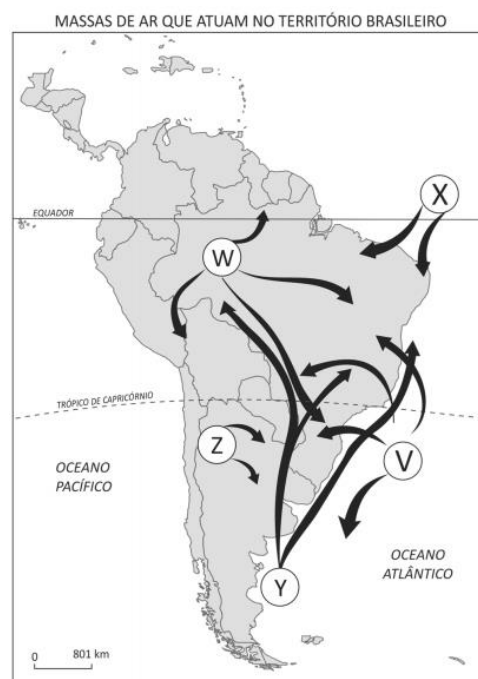 MASSAS DE AR QUE ATUAM NO TERRITÓRIO BRASILEIRO
X
EQUADOR
W
TRÓPICO DE CAPRICÓRNIO
Z
V
OCEANO
PACÍFICO
OCEANO
ATLÂNTICO
Y
0 801 km